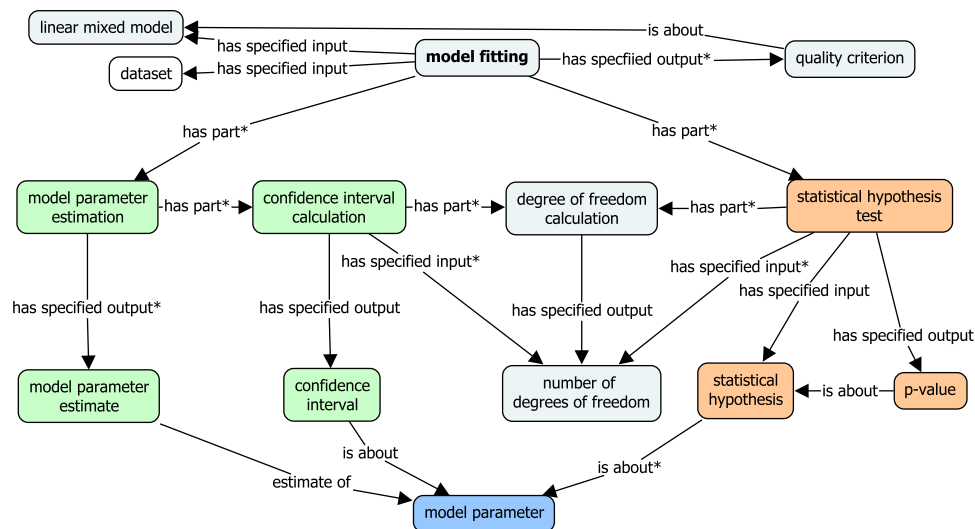 linear mixed model
is about
has specified input
model fitting
has specfiied output*
quality criterion
dataset
has specified input
has part*
has part*
model parameter
estimation
has part*
confidence interval
calculation
has part*
degree of freedom
calculation
has part*
statistical hypothesis
test
has specified input*
has specified input*
has specified input
has specified output*
has specified output
has specified output
has specified output
model parameter
estimate
confidence
interval
number of
degrees of freedom
statistical
hypothesis
is about
p-value
is about
is about*
estimate of
model parameter